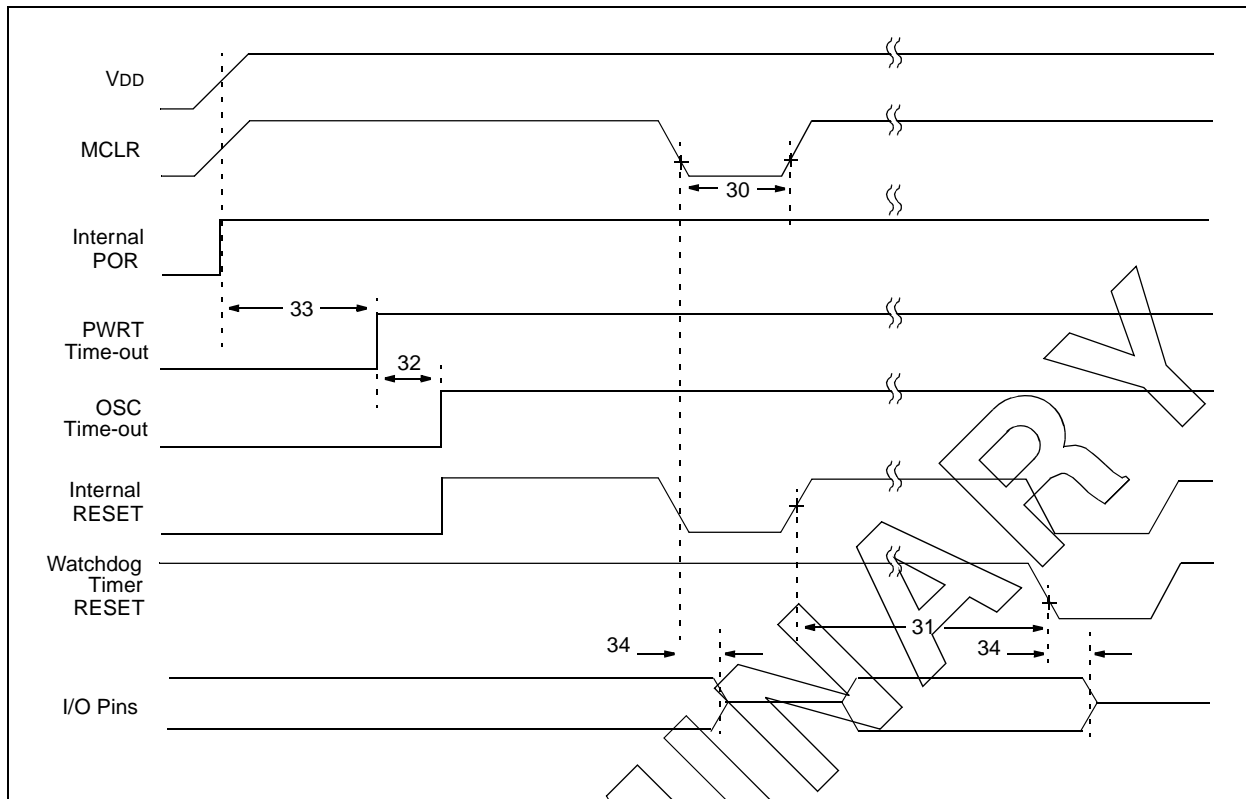 VDD
MCLR
30
Internal
POR
33
PWRT
Time-out
32
OSC
Time-out
Internal
RESET
Watchdog
Timer
RESET
31
34
34
I/O Pins
INARY